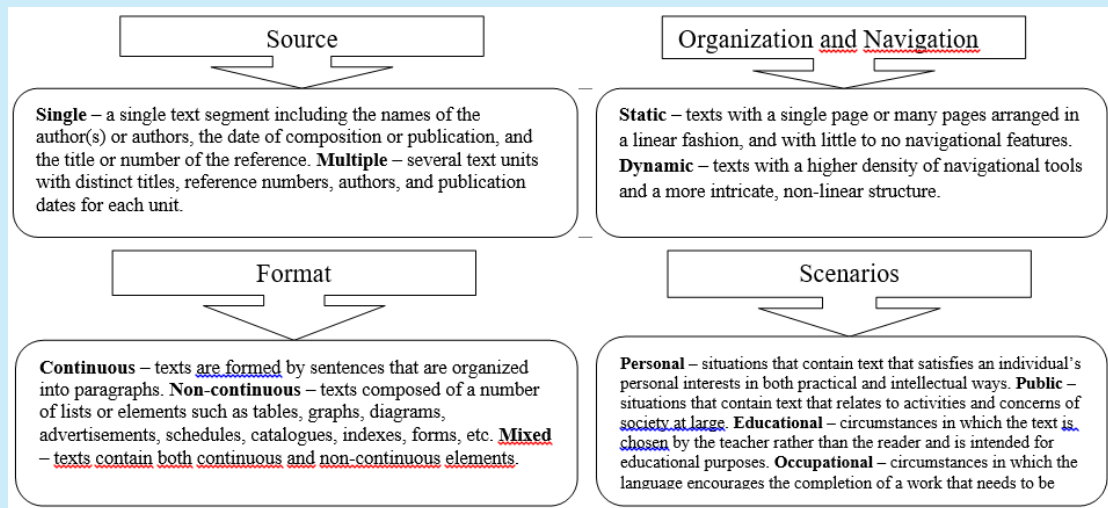 Source
Single – a single text segment including the names of the
author(s) or authors, the date of composition or publication, and
the title or number of the reference. Multiple – several text units
with distinct titles, reference numbers, authors, and publication
dates for each unit.
Organization and Navigation
Static – texts with a single page or many pages arranged in
a linear fashion, and with little to no navigational features.
Dynamic – texts with a higher density of navigational tools
and a more intricate, non-linear structure.
Format
Continuous – texts are formed by sentences that are organized
into paragraphs. Non-continuous – texts composed of a number
of lists or elements such as tables, graphs, diagrams,
advertisements, schedules, catalogues, indexes, forms, etc. Mixed
– texts contain both continuous and non-continuous elements.
Scenarios
Personal – situations that contain text that satisfies an individual’s
personal interests in both practical and intellectual ways. Public –
situations that contain text that relates to activities and concerns of
society at large. Educational – circumstances in which the text is
chosen by the teacher rather than the reader and is intended for
educational purposes. Occupational – circumstances in which the
language encourages the completion of a work that needs to be